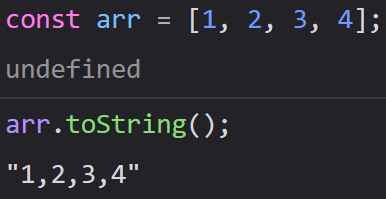 const arr = [1, 2, 3, 4];
undefined
arr.toString();
"1,2,3,4"